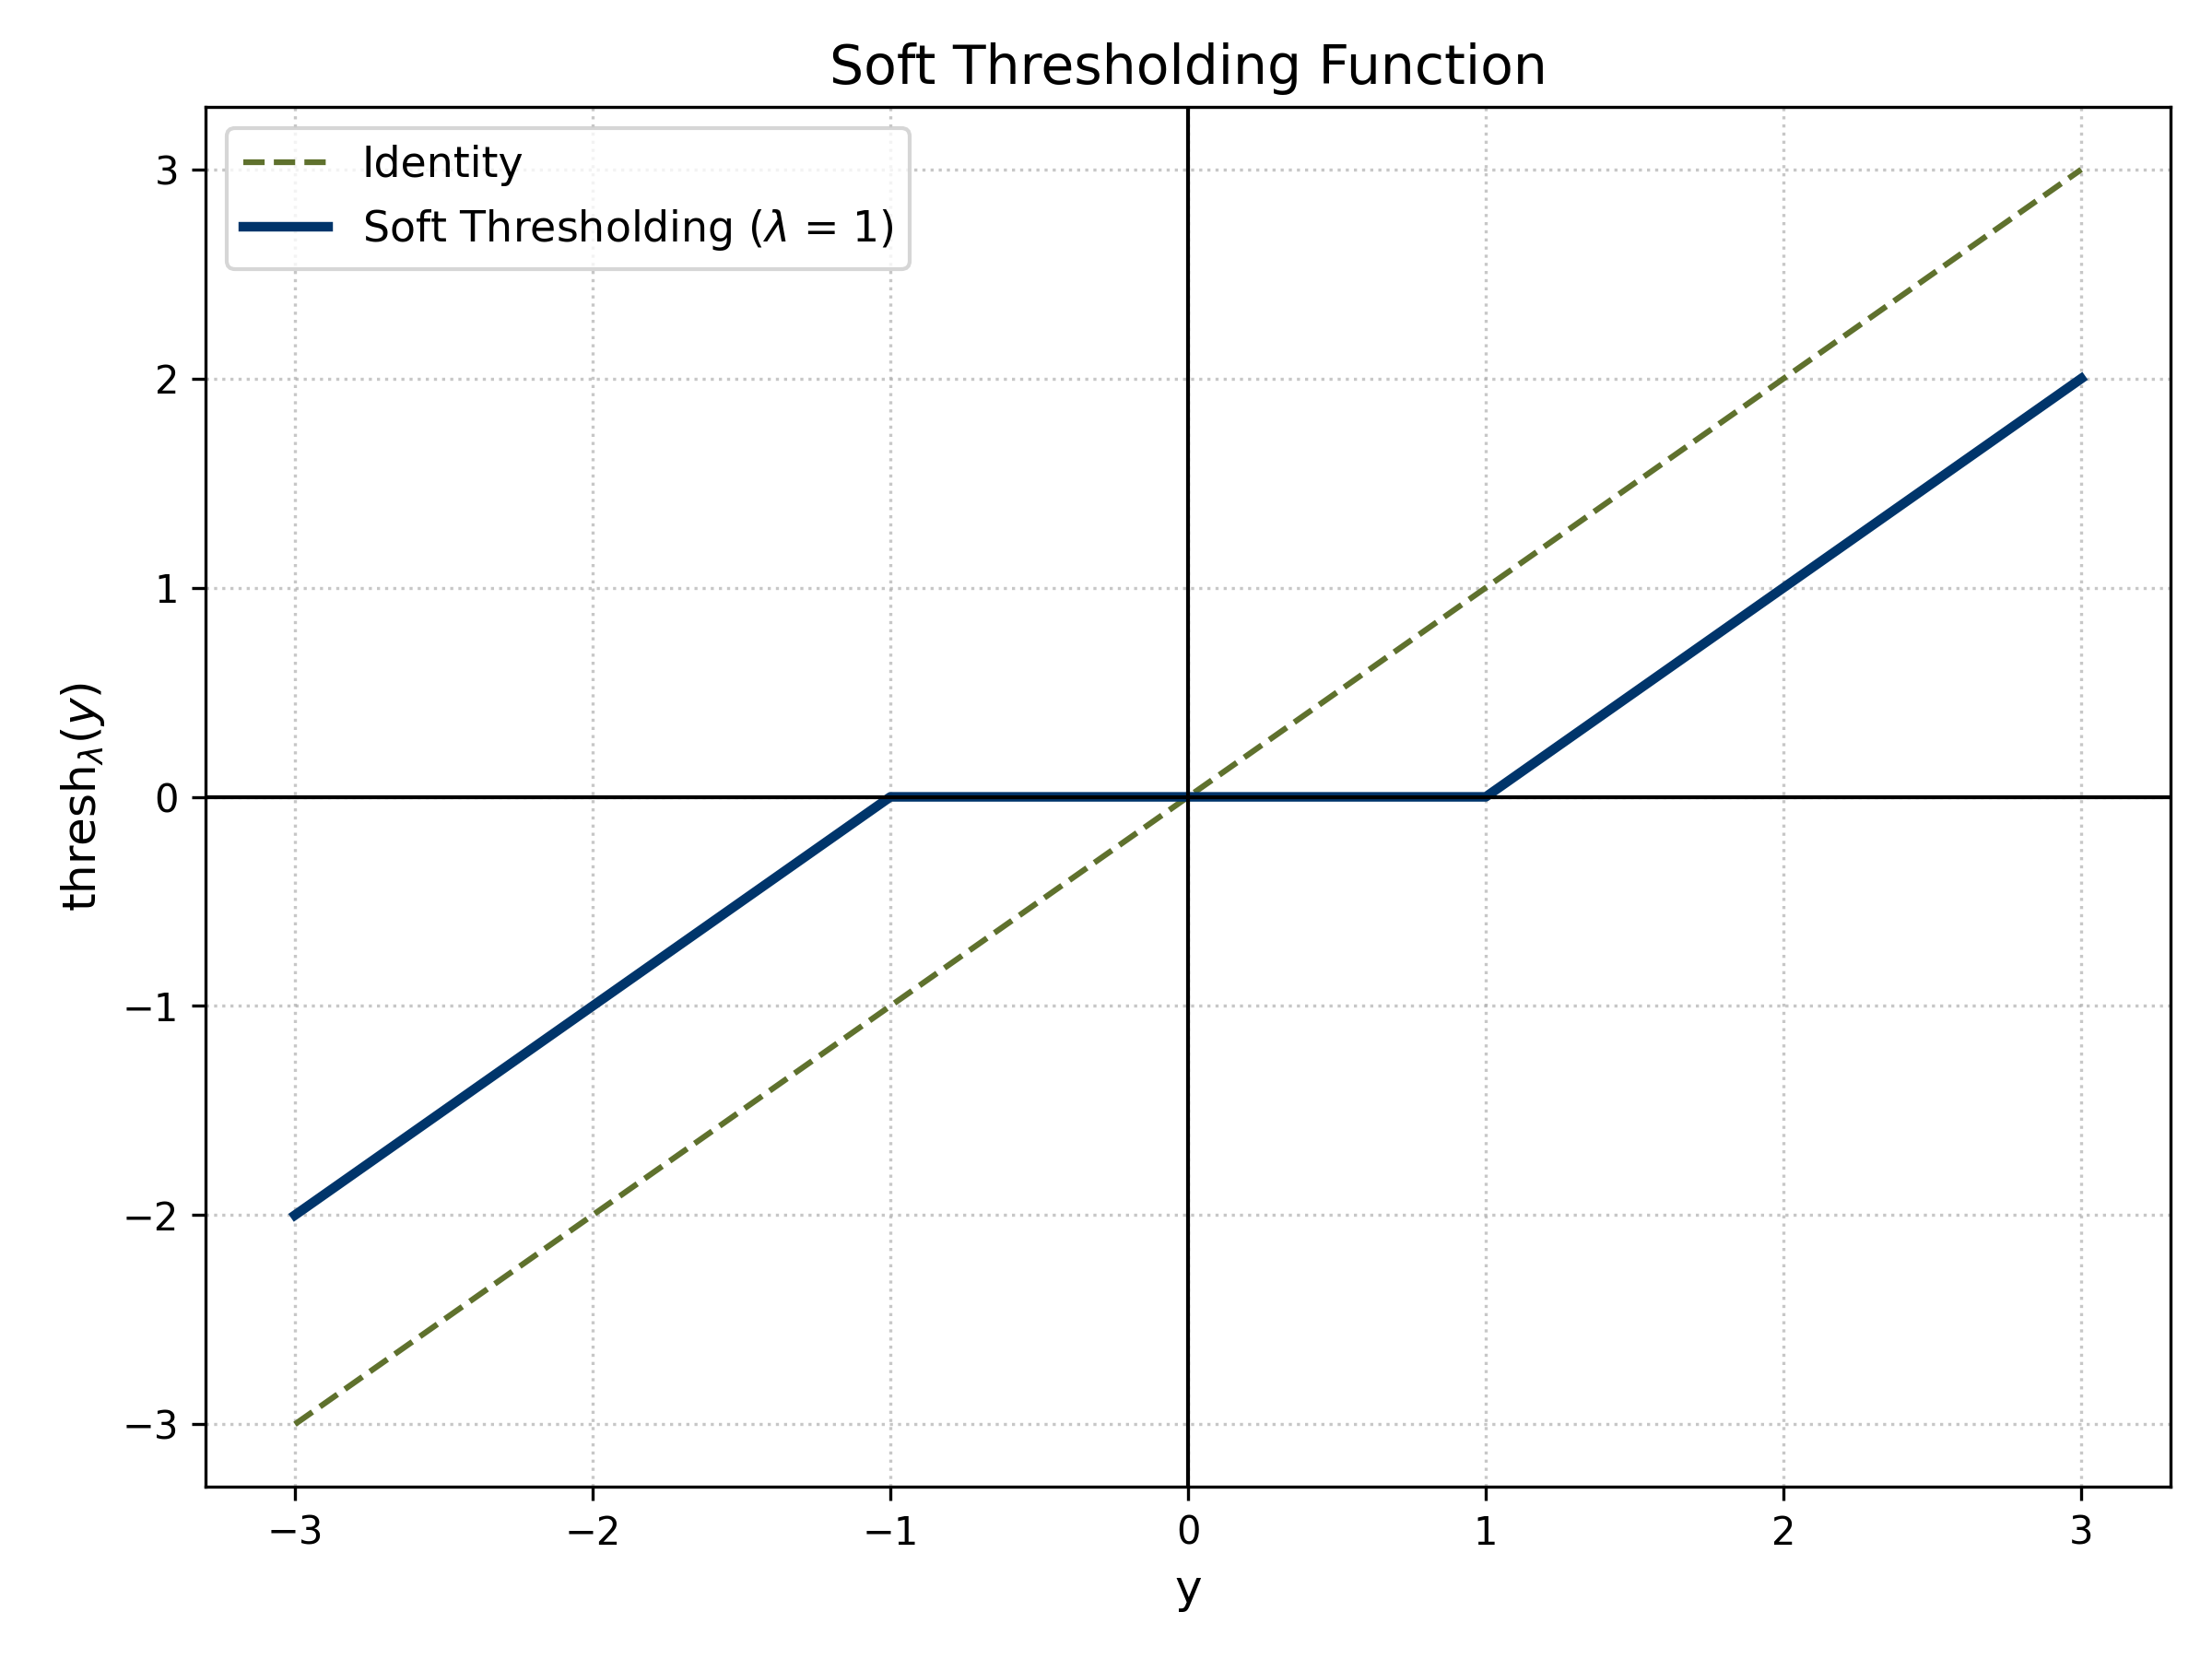 Soft Thresholding Function
Identity
Soft Thresholding (λ = 1)
3
2
1
0
−1
−2
−3
thresh_λ(y)
−3
−2
−1
0
1
2
3
y